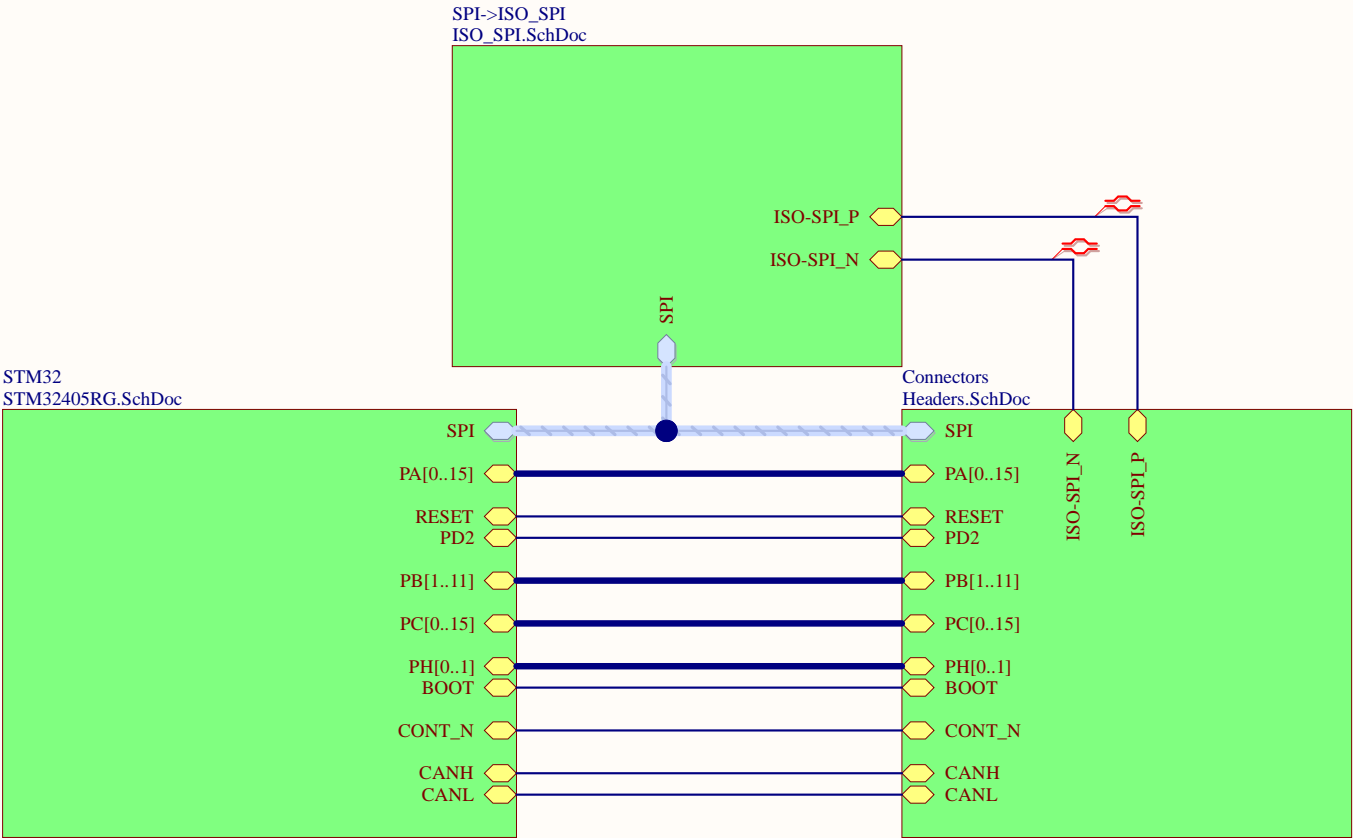 SPI->ISO_SPI
ISO_SPI.SchDoc
ISO-SPI_P
ISO-SPI_N
SPI
STM32
STM32405RG.SchDoc
SPI
PA[0..15]
RESET
PD2
PB[1..11]
PC[0..15]
PH[0..1]
BOOT
CONT_N
CANH
CANL
Connectors
Headers.SchDoc
SPI
PA[0..15]
RESET
PD2
PB[1..11]
PC[0..15]
PH[0..1]
BOOT
CONT_N
CANH
CANL
ISO-SPI_N
ISO-SPI_P